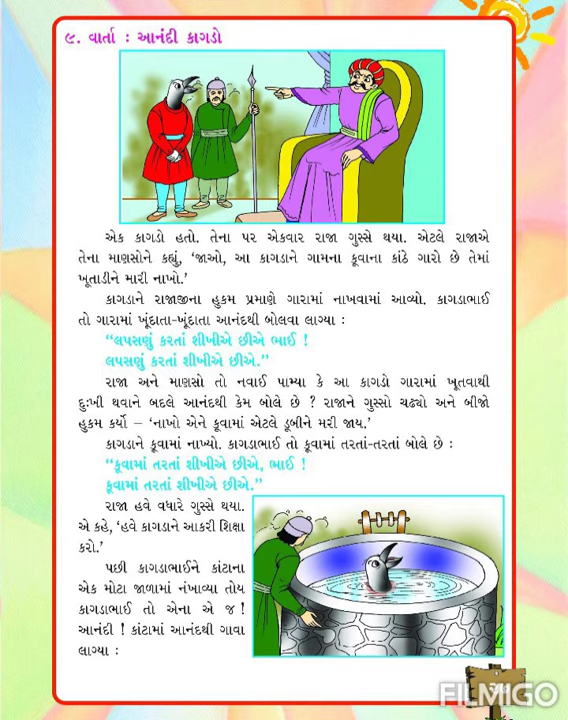 ૯. વાર્તા : આનંદી કાગડો
એક કાગડો હતો. તેના પર એકવાર રાજા ગુસ્સે થયા. એટલે રાજાએ
તેના માણસોને કહ્યું, ‘જાઓ, આ કાગડાને ગામના કૂવાના કાંઠે ગારો છે તેમાં
ખૂતાડીને મારી નાખો.’
કાગડાને રાજાજીના હુકમ પ્રમાણે ગારામાં નાખવામાં આવ્યો. કાગડાભાઈ
તો ગારામાં ખૂંદાતા-ખૂંદાતા આનંદથી બોલવા લાગ્યા :
“લપસણું કરતાં શીખીએ છીએ ભાઈ !
લપસણું કરતાં શીખીએ છીએ.”
રાજા અને માણસો તો નવાઈ પામ્યા કે આ કાગડો ગારામાં ખૂતવાથી
દુઃખી થવાને બદલે આનંદથી કેમ બોલે છે ? રાજાને ગુસ્સો ચઢ્યો અને બીજો
હુકમ કર્યો – ‘નાખો એને કૂવામાં એટલે ડૂબીને મરી જાય.’
કાગડાને કૂવામાં નાખ્યો. કાગડાભાઈ તો કૂવામાં તરતાં-તરતાં બોલે છે :
“કૂવામાં તરતાં શીખીએ છીએ, ભાઈ !
કૂવામાં તરતાં શીખીએ છીએ.”
રાજા હવે વધારે ગુસ્સે થયા.
એ કહે, ‘હવે કાગડાને આકરી શિક્ષા
કરો.’
પછી કાગડાભાઈને કાંટાના
એક મોટા જાળામાં નંખાવ્યા તોય
કાગડાભાઈ તો એના એ જ !
આનંદી ! કાંટામાં આનંદથી ગાવા
લાગ્યા :
FILMIGO